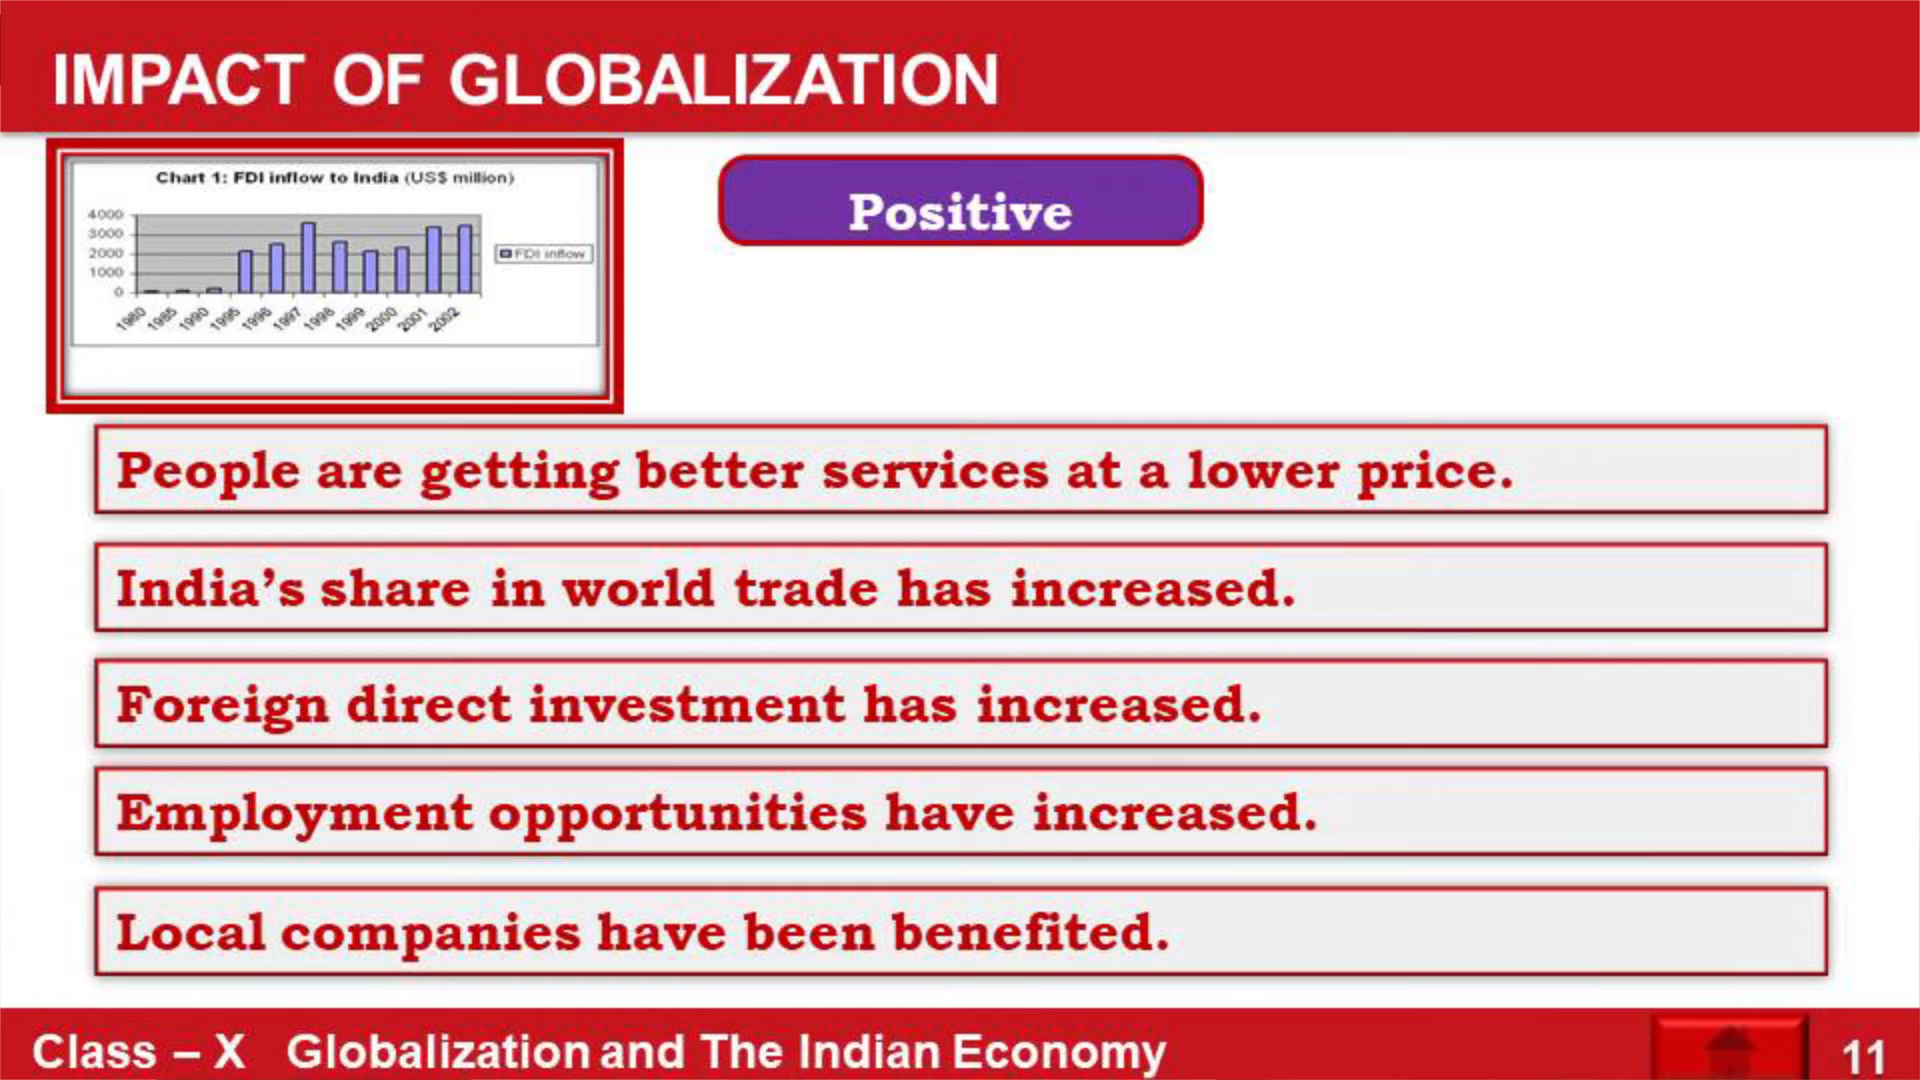 IMPACT OF GLOBALIZATION
Chart 1: FDI inflow to India (US$ million)
4000
3000
2000
1000
0
FDI inflow
1980 1985 1990 1995 1996 1997 1998 1999 2000 2001 2002
Positive
People are getting better services at a lower price.
India's share in world trade has increased.
Foreign direct investment has increased.
Employment opportunities have increased.
Local companies have been benefited.
Class – X Globalization and The Indian Economy
11